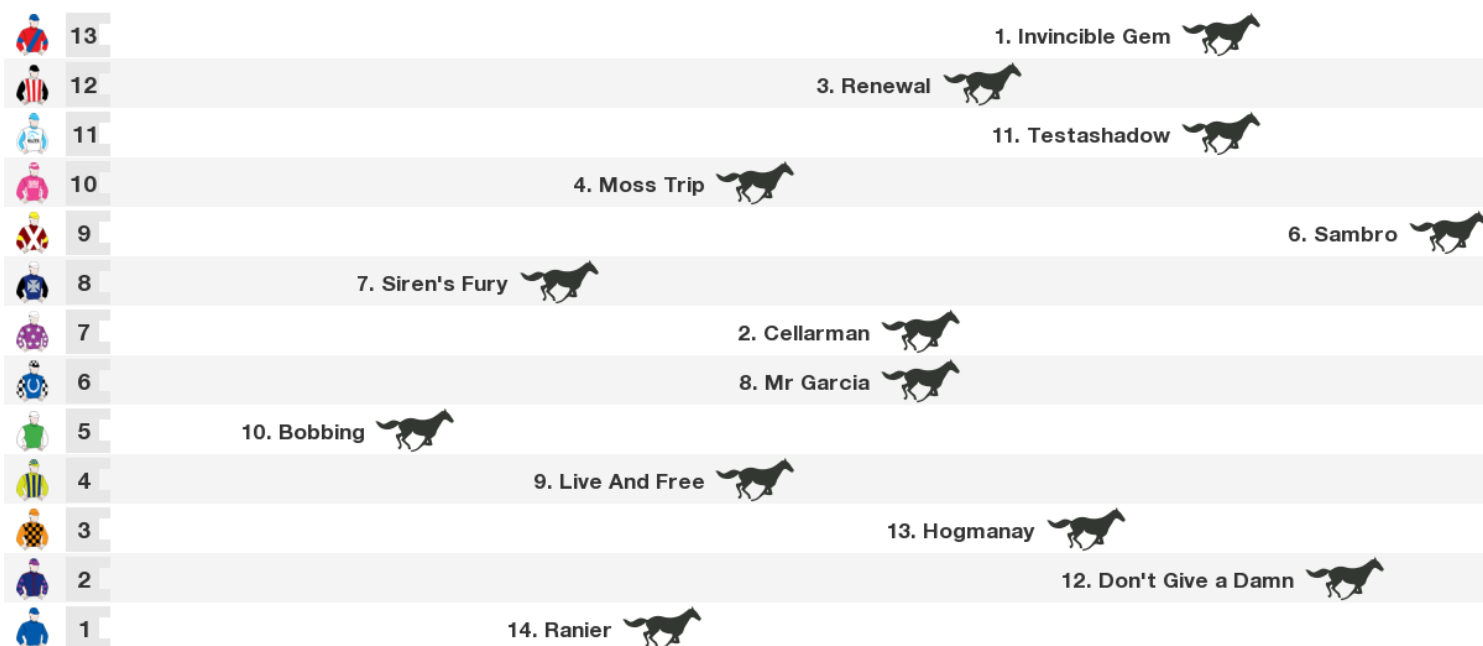 13 1. Invincible Gem
12 3. Renewal
11 11. Testashadow
10 4. Moss Trip
9 6. Sambro
8 7. Siren's Fury
7 2. Cellarman
6 8. Mr Garcia
5 10. Bobbing
4 9. Live And Free
3 13. Hogmanay
2 12. Don't Give a Damn
1 14. Ranier